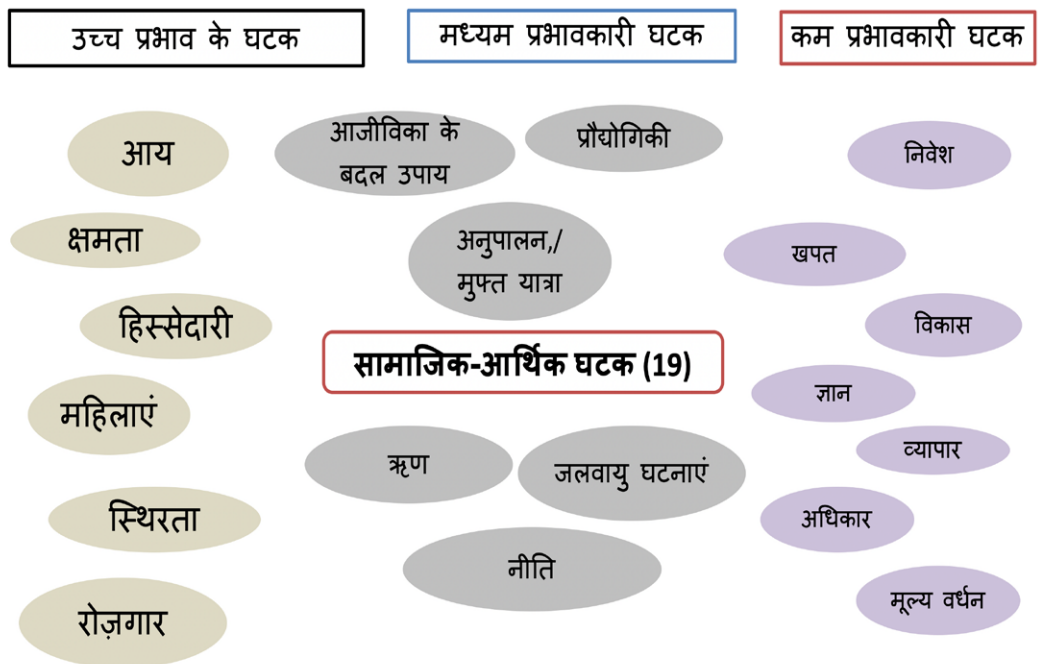 उच्च प्रभाव के घटक
मध्यम प्रभावकारी घटक
कम प्रभावकारी घटक
आय
क्षमता
हिस्सेदारी
महिलाएं
स्थिरता
रोज़गार
आजीविका के
बदल उपाय
प्रौद्योगिकी
अनुपालन,/
मुफ्त यात्रा
सामाजिक-आर्थिक घटक (19)
ऋण
जलवायु घटनाएं
नीति
निवेश
खपत
विकास
ज्ञान
व्यापार
अधिकार
मूल्य वर्धन